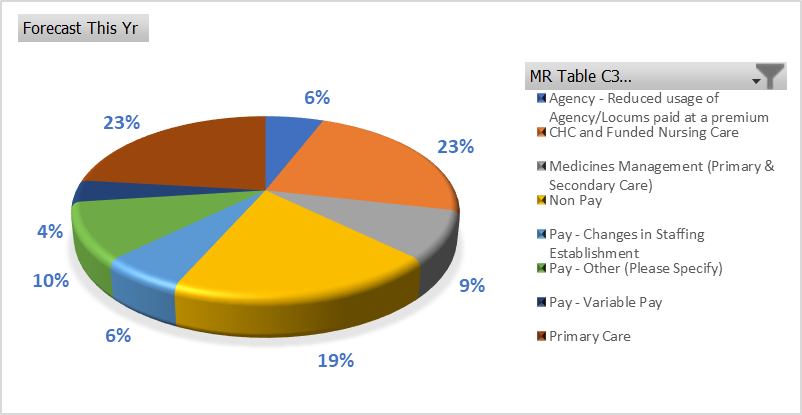 Forecast This Yr
MR Table C3...
6%
23%
9%
19%
6%
10%
4%
23%
Agency - Reduced usage of
Agency/Locums paid at a premium
CHC and Funded Nursing Care
Medicines Management (Primary &
Secondary Care)
Non Pay
Pay - Changes in Staffing
Establishment
Pay - Other (Please Specify)
Pay - Variable Pay
Primary Care